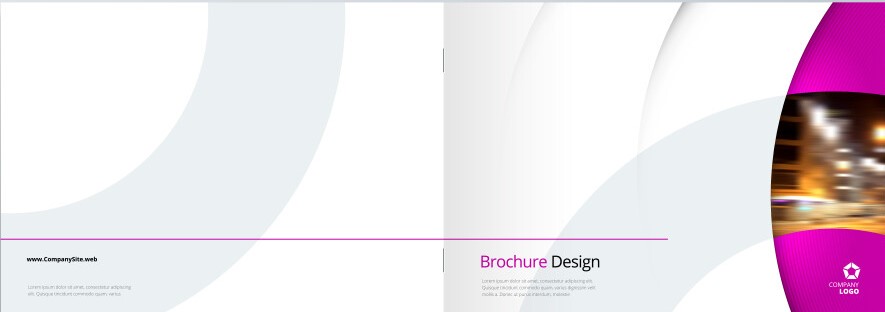 www.CompanySite.web
Lorem ipsum dolor sit amet, consectetur adipiscing
elit. Quisque tincidunt commodo quam, varius
Brochure Design
Lorem ipsum dolor sit amet, consectetur adipiscing elit.
Quisque tincidunt commodo quam, varius dignissim velit
mollis a. Donec ut purus interdum, molestie
COMPANY
LOGO